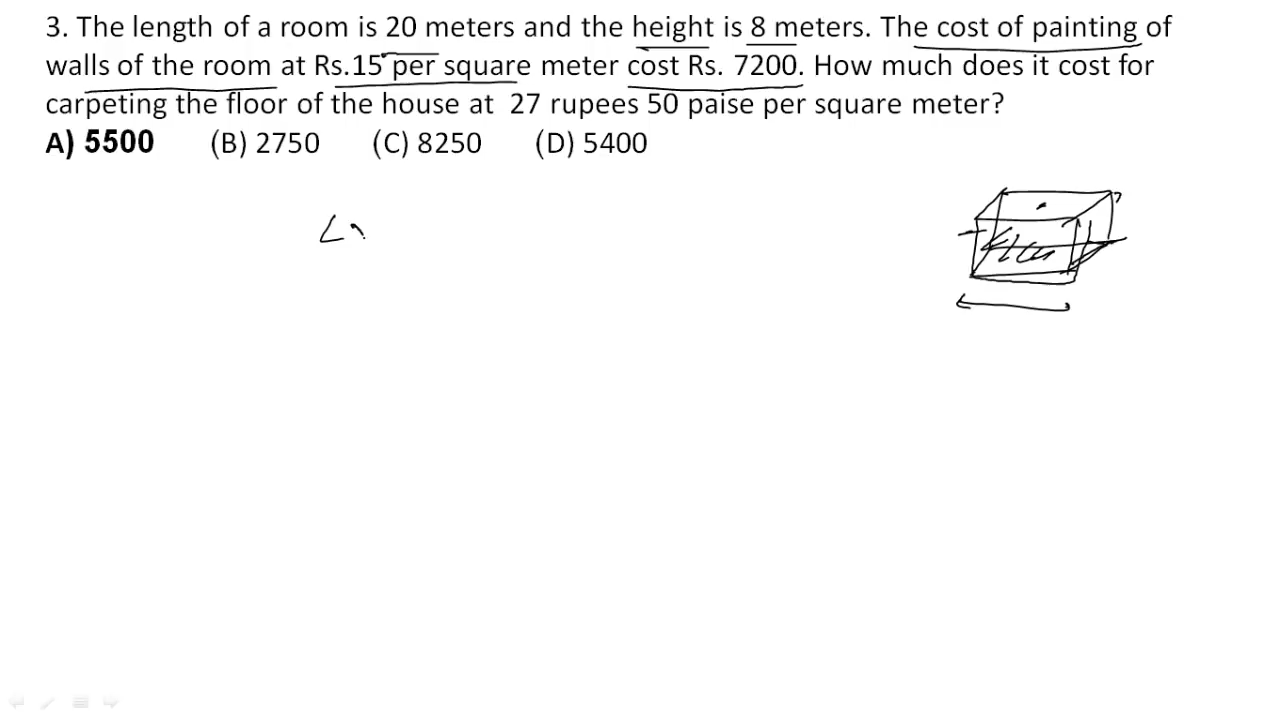 3. The length of a room is 20 meters and the height is 8 meters. The cost of painting of
walls of the room at Rs.15 per square meter cost Rs. 7200. How much does it cost for
carpeting the floor of the house at 27 rupees 50 paise per square meter?
A) 5500 (B) 2750 (C) 8250 (D) 5400